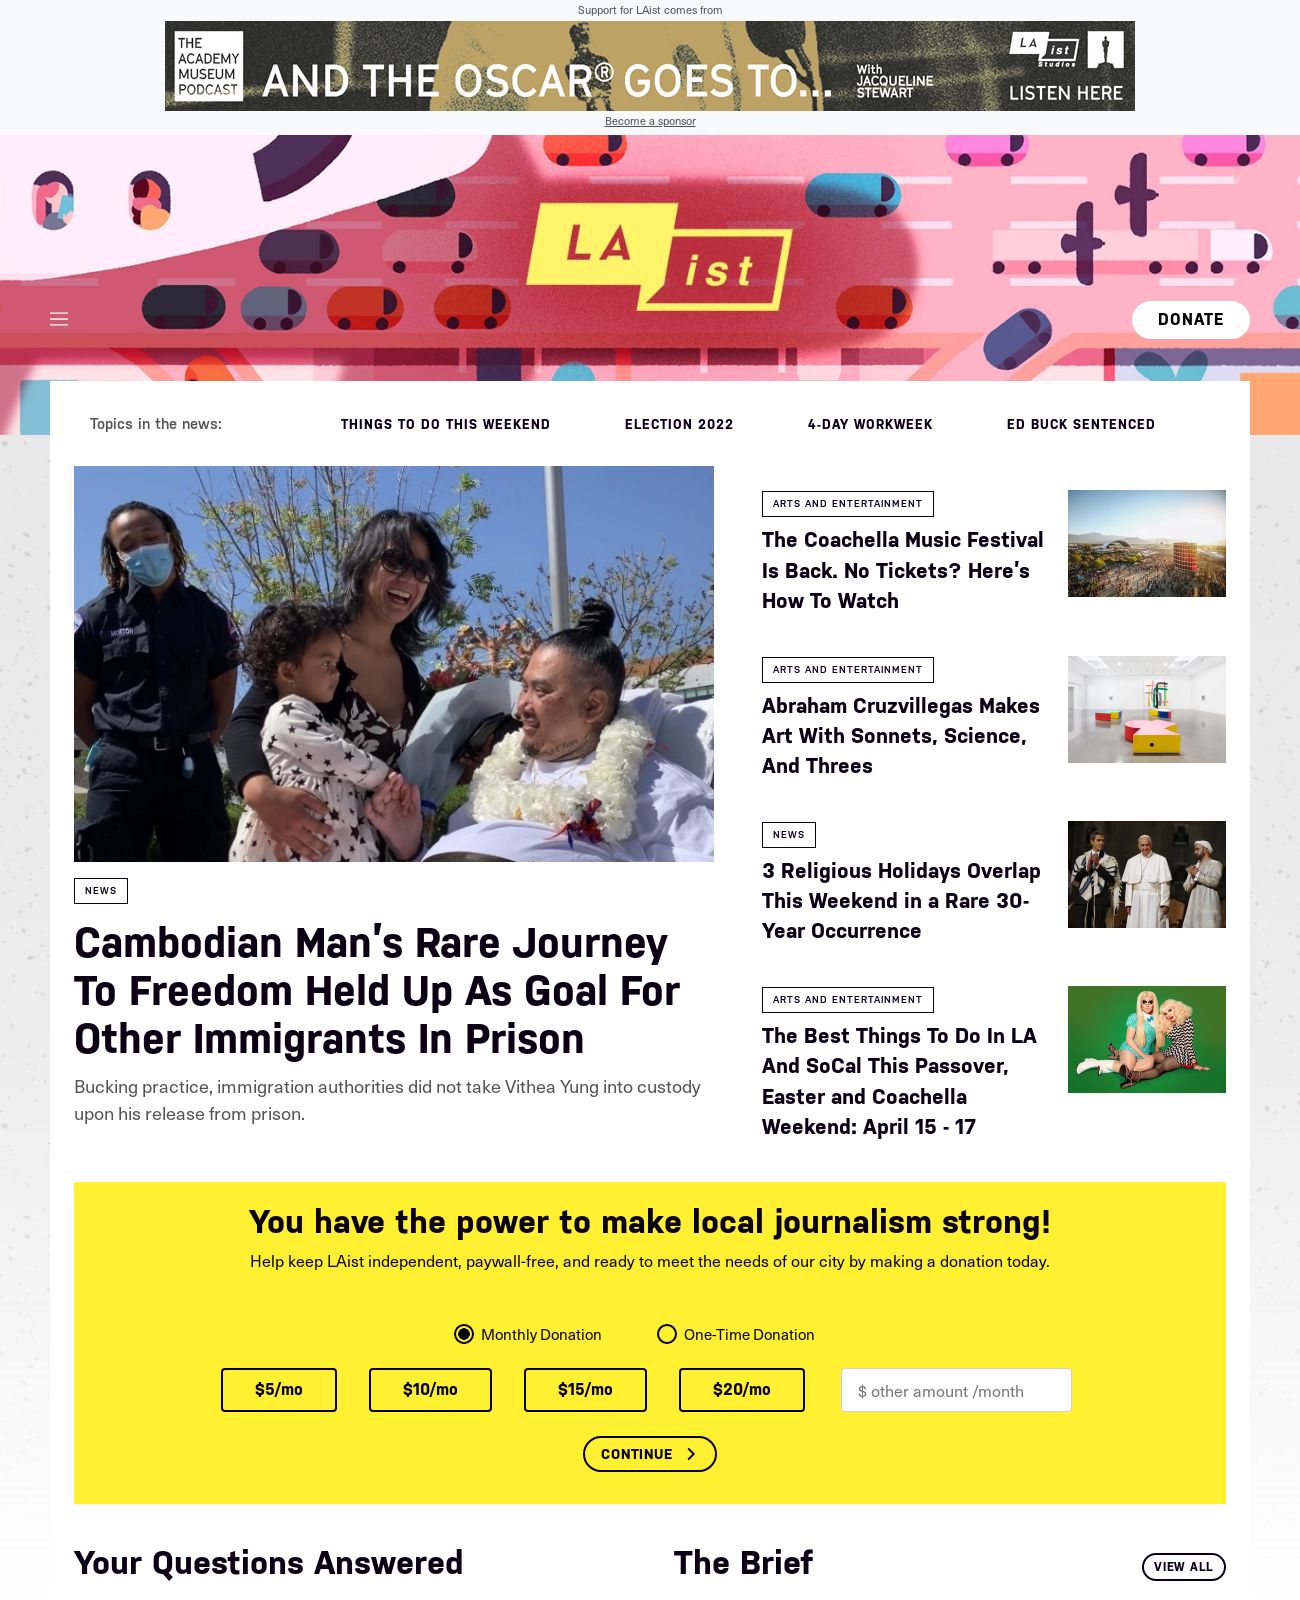 Support for LAist comes from
THE
ACADEMY
MUSEUM
PODCAST
AND THE OSCAR® GOES TO...
With
JACQUELINE
STEWART
LA ist
Studios
LISTEN HERE
Become a sponsor
LA ist
DONATE
Topics in the news:
THINGS TO DO THIS WEEKEND
ELECTION 2022
4-DAY WORKWEEK
ED BUCK SENTENCED
MORTON
NEWS
Cambodian Man's Rare Journey
To Freedom Held Up As Goal For
Other Immigrants In Prison
Bucking practice, immigration authorities did not take Vithea Yung into custody
upon his release from prison.
ARTS AND ENTERTAINMENT
The Coachella Music Festival
Is Back. No Tickets? Here's
How To Watch
ARTS AND ENTERTAINMENT
Abraham Cruzvillegas Makes
Art With Sonnets, Science,
And Threes
NEWS
3 Religious Holidays Overlap
This Weekend in a Rare 30-
Year Occurrence
ARTS AND ENTERTAINMENT
The Best Things To Do In LA
And SoCal This Passover,
Easter and Coachella
Weekend: April 15 - 17
You have the power to make local journalism strong!
Help keep LAist independent, paywall-free, and ready to meet the needs of our city by making a donation today.
Monthly Donation
One-Time Donation
$5/mo
$10/mo
$15/mo
$20/mo
$ other amount /month
CONTINUE
Your Questions Answered
The Brief
VIEW ALL